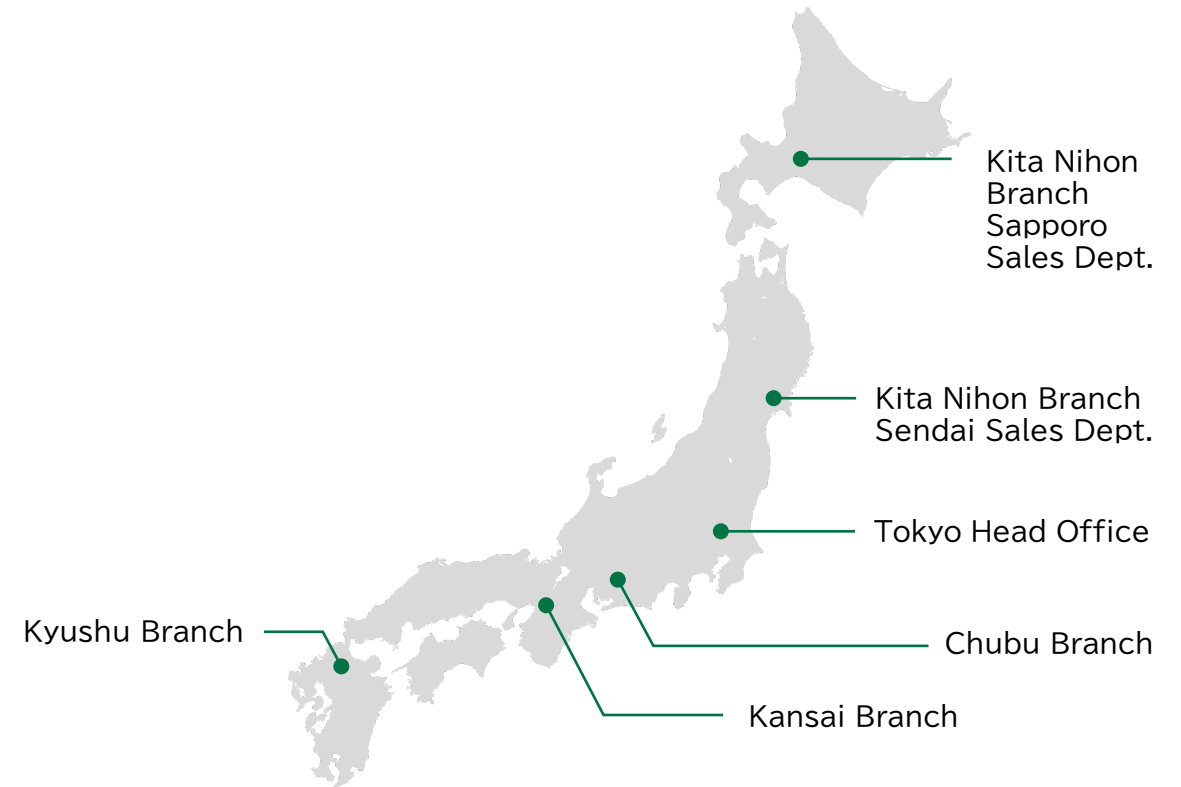 Kita Nihon
Branch
Sapporo
Sales Dept.
Kita Nihon Branch
Sendai Sales Dept.
Tokyo Head Office
Kyushu Branch
Chubu Branch
Kansai Branch